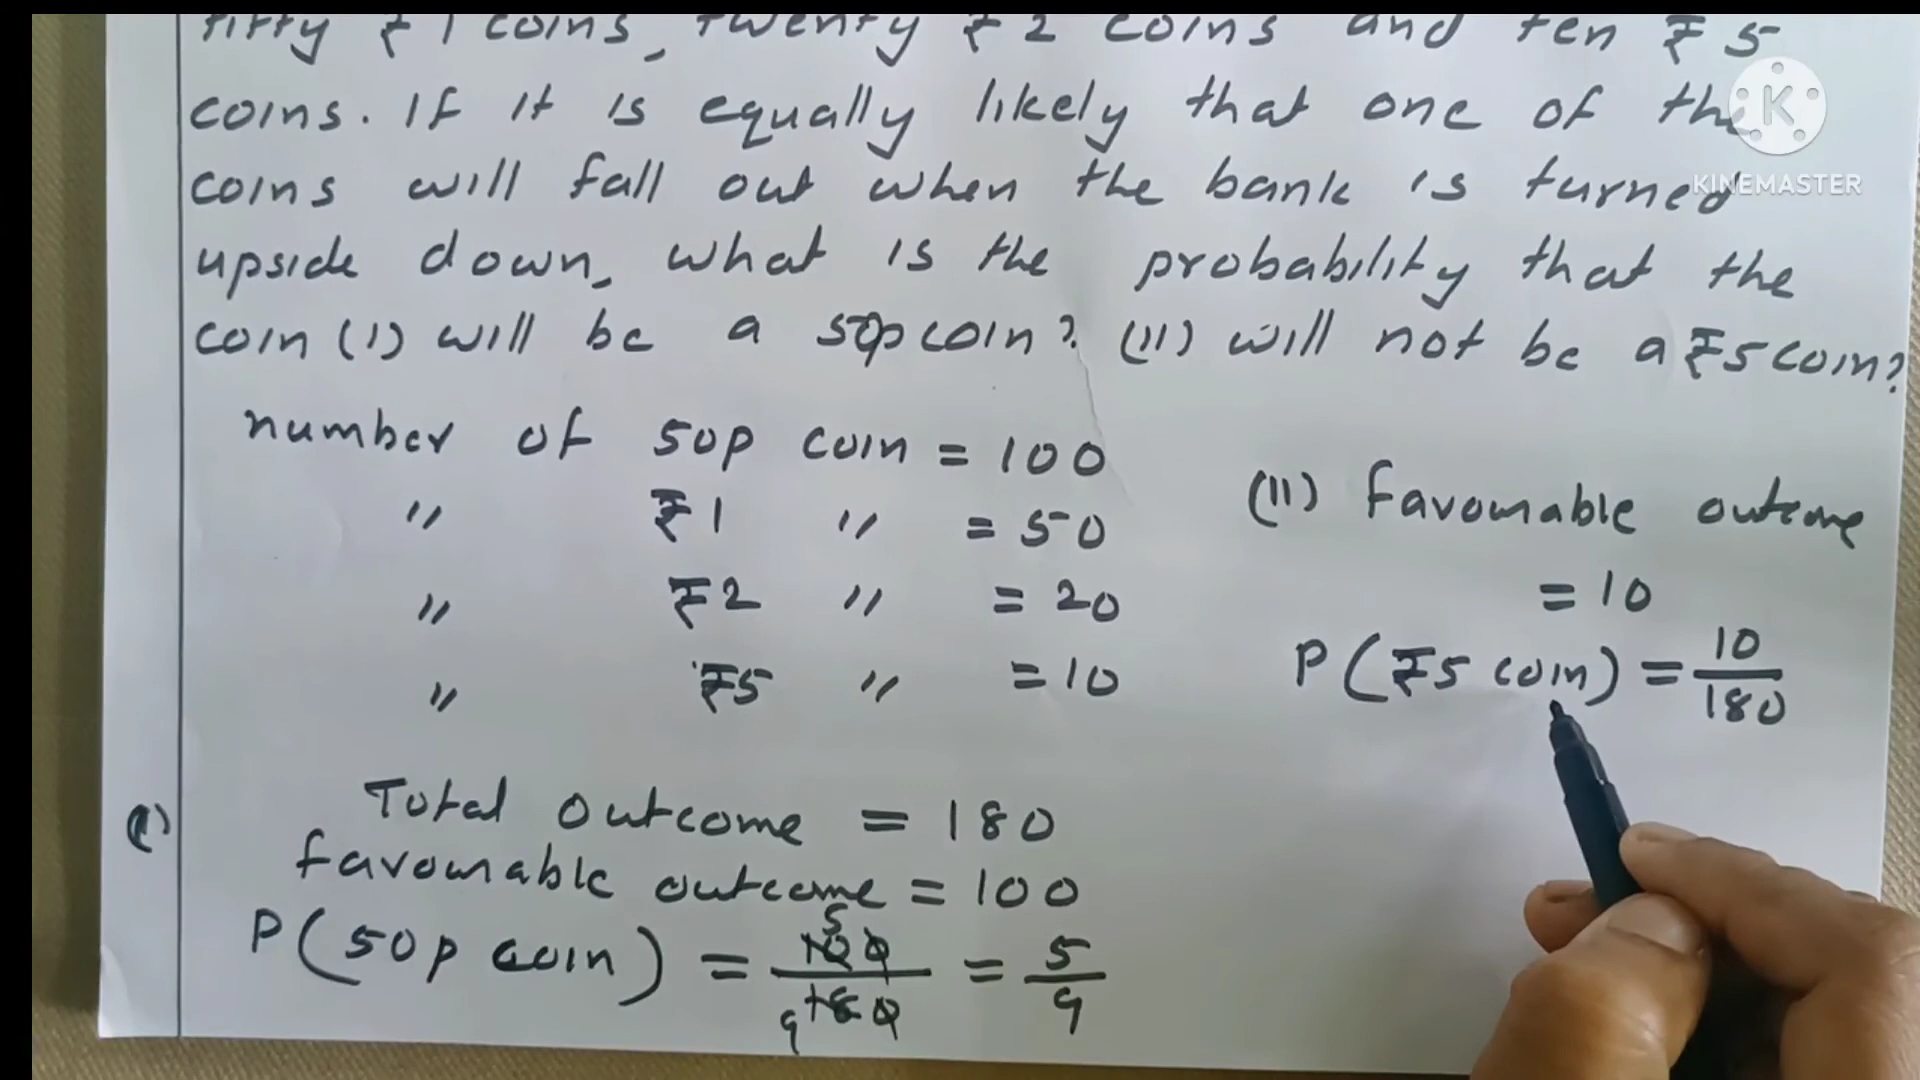 fifty ₹1 coins, twenty ₹2 coins and ten ₹5
coins. If it is equally likely that one of the
coins will fall out when the bank is turned
upside down, what is the probability that the
coin (i) will be a 50p coin? (ii) will not be a ₹5 coin?
number of 50p coin = 100
" ₹1 " = 50
" ₹2 " = 20
" ₹5 " = 10
(i) Total outcome = 180
favourable outcome = 100
P(50p coin) = 100/180 = 5/9
5
9
(ii) favourable outcome
= 10
P(₹5 coin) = 10/180
K
KINEMASTER